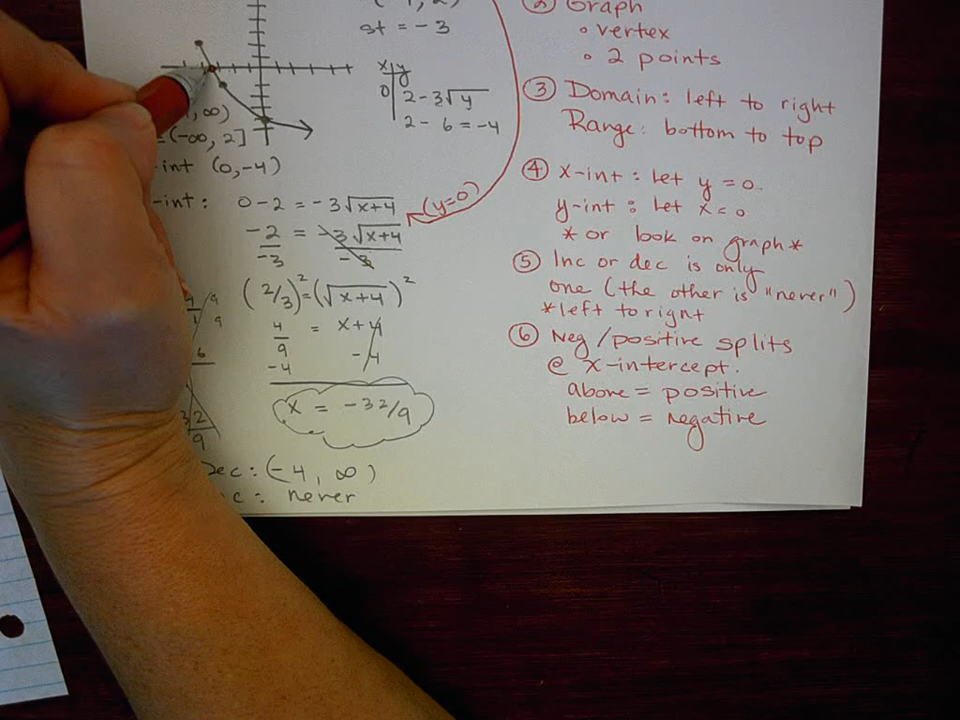 st = -3
x y
0 2 - 3√4
2 - 6 = -4
, ∞)
= (-∞, 2]
-int (0, -4)
-int: 0 - 2 = -3√x+4 (y=0)
-2 = -3√x+4
-3 -3
(2/3)² = (√x+4)²
4/9 = x+4
-4 -4
x = -32/9
Dec: (-4, ∞)
c: never
② Graph
• vertex
• 2 points
③ Domain: left to right
Range: bottom to top
④ x-int: Let y = 0.
y-int: Let x = 0
* or look on graph *
⑤ Inc or dec is only
one (the other is "never")
* left to right
⑥ Neg/positive splits
@ x-intercept.
above = positive
below = negative